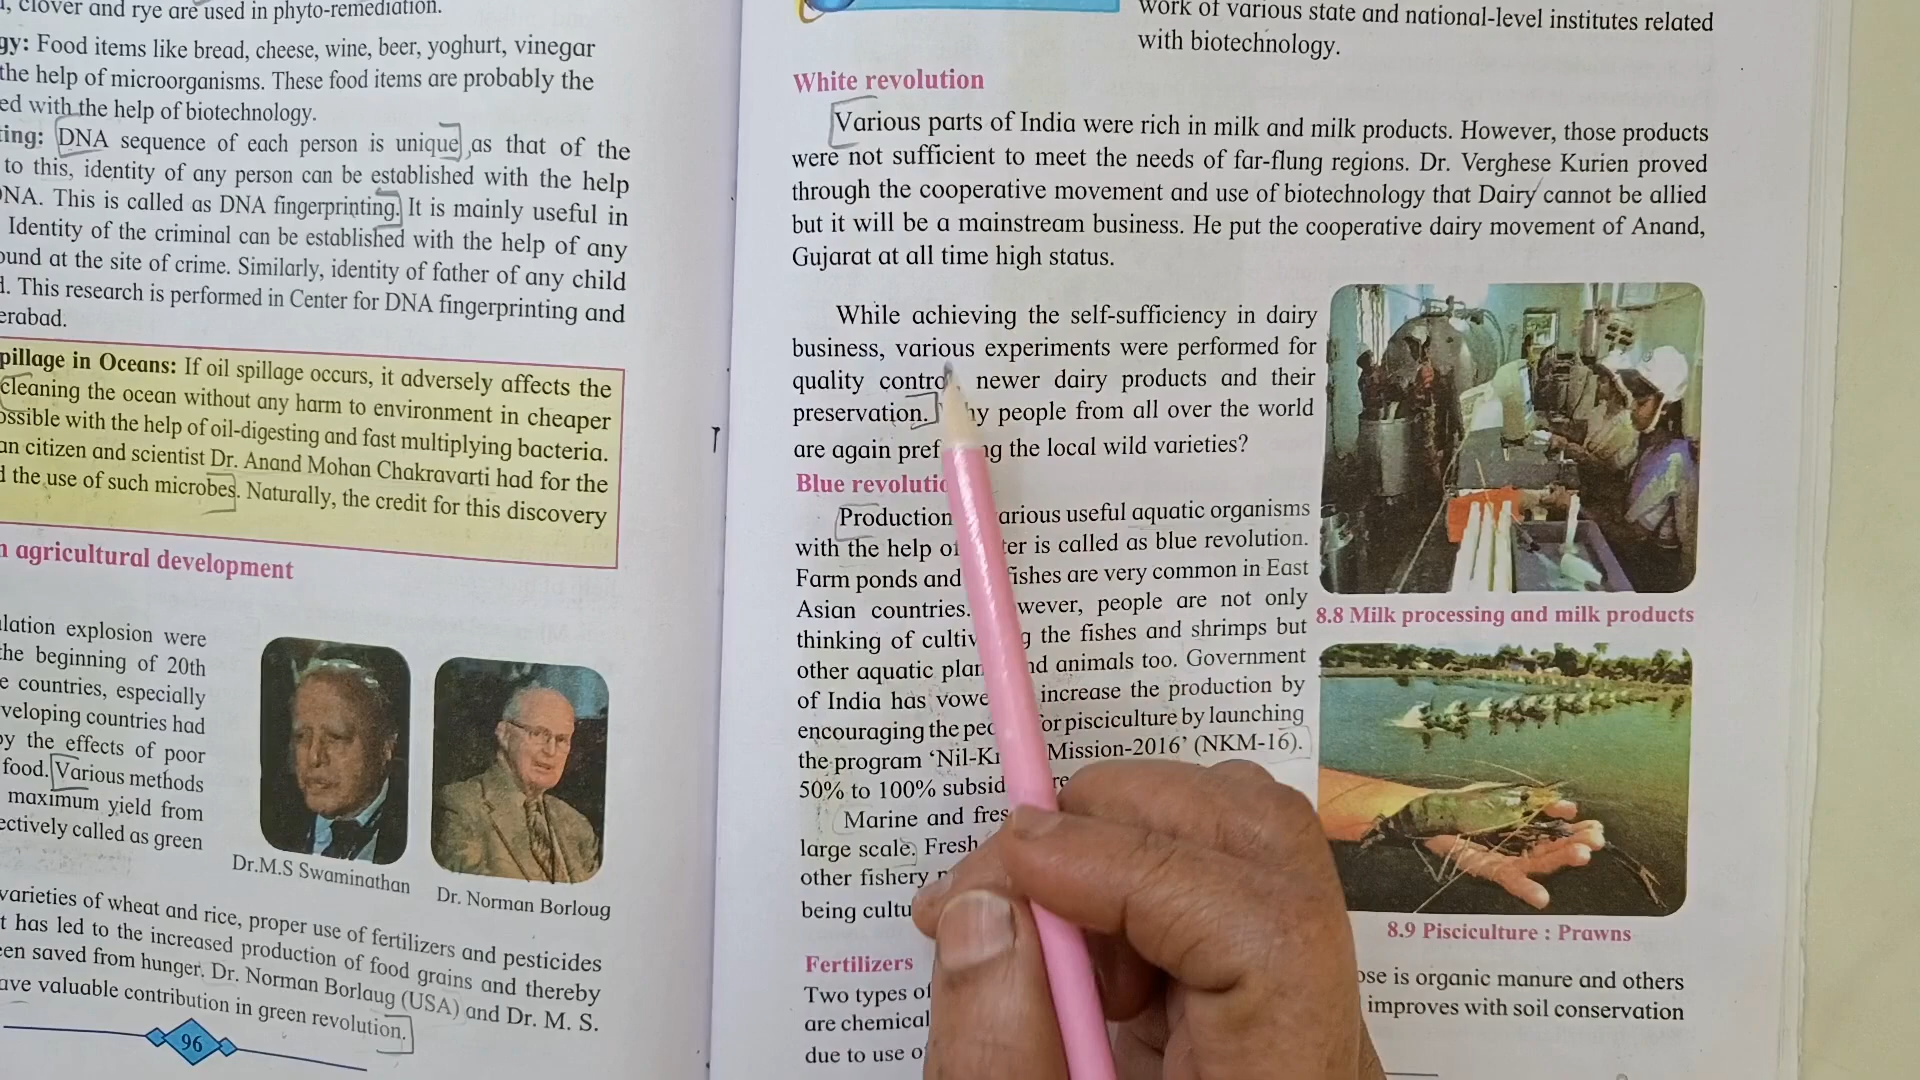 , clover and rye are used in phyto-remediation.
gy: Food items like bread, cheese, wine, beer, yoghurt, vinegar
the help of microorganisms. These food items are probably the
ed with the help of biotechnology.
ting: DNA sequence of each person is unique as that of the
to this, identity of any person can be established with the help
DNA. This is called as DNA fingerprinting. It is mainly useful in
Identity of the criminal can be established with the help of any
ound at the site of crime. Similarly, identity of father of any child
d. This research is performed in Center for DNA fingerprinting and
erabad.
pillage in Oceans: If oil spillage occurs, it adversely affects the
cleaning the ocean without any harm to environment in cheaper
ossible with the help of oil-digesting and fast multiplying bacteria.
an citizen and scientist Dr. Anand Mohan Chakravarti had for the
d the use of such microbes. Naturally, the credit for this discovery
n agricultural development
lation explosion were
the beginning of 20th
e countries, especially
veloping countries had
by the effects of poor
food. Various methods
maximum yield from
ectively called as green
Dr.M.S Swaminathan
Dr. Norman Borloug
varieties of wheat and rice, proper use of fertilizers and pesticides
t has led to the increased production of food grains and thereby
een saved from hunger. Dr. Norman Borlaug (USA) and Dr. M. S.
ave valuable contribution in green revolution.
96
work of various state and national-level institutes related
with biotechnology.
White revolution
Various parts of India were rich in milk and milk products. However, those products
were not sufficient to meet the needs of far-flung regions. Dr. Verghese Kurien proved
through the cooperative movement and use of biotechnology that Dairy cannot be allied
but it will be a mainstream business. He put the cooperative dairy movement of Anand,
Gujarat at all time high status.
While achieving the self-sufficiency in dairy
business, various experiments were performed for
quality contro newer dairy products and their
preservation. hy people from all over the world
are again pref ng the local wild varieties?
Blue revolutio
Production arious useful aquatic organisms
with the help of ter is called as blue revolution.
Farm ponds and fishes are very common in East
Asian countries. wever, people are not only
thinking of cultiv g the fishes and shrimps but
other aquatic plan nd animals too. Government
of India has vowe increase the production by
encouraging the peo for pisciculture by launching
the program ‘Nil-Kr Mission-2016’ (NKM-16).
50% to 100% subsid re
Marine and fres
large scale. Fresh
other fishery
being cultu
8.8 Milk processing and milk products
8.9 Pisciculture : Prawns
Fertilizers
Two types of ose is organic manure and others
are chemical improves with soil conservation
due to use o